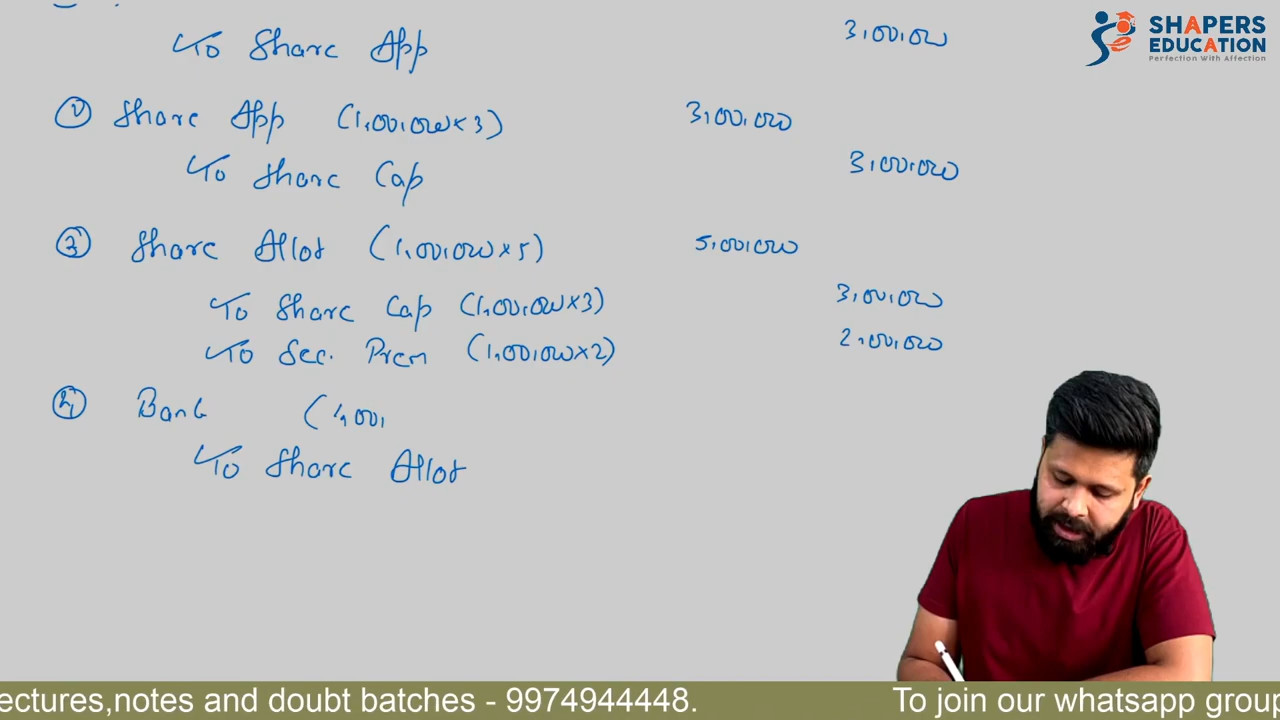 SHAPERS
EDUCATION
Perfection With Affection
To Share App 3,00,000
② Share App (1,00,000×3) 3,00,000
To Share Cap 3,00,000
③ Share Allot (1,00,000×5) 5,00,000
To Share Cap (1,00,000×3) 3,00,000
To Sec. Prem (1,00,000×2) 2,00,000
④ Bank (1,00,
To Share Allot
ectures,notes and doubt batches - 9974944448. To join our whatsapp group